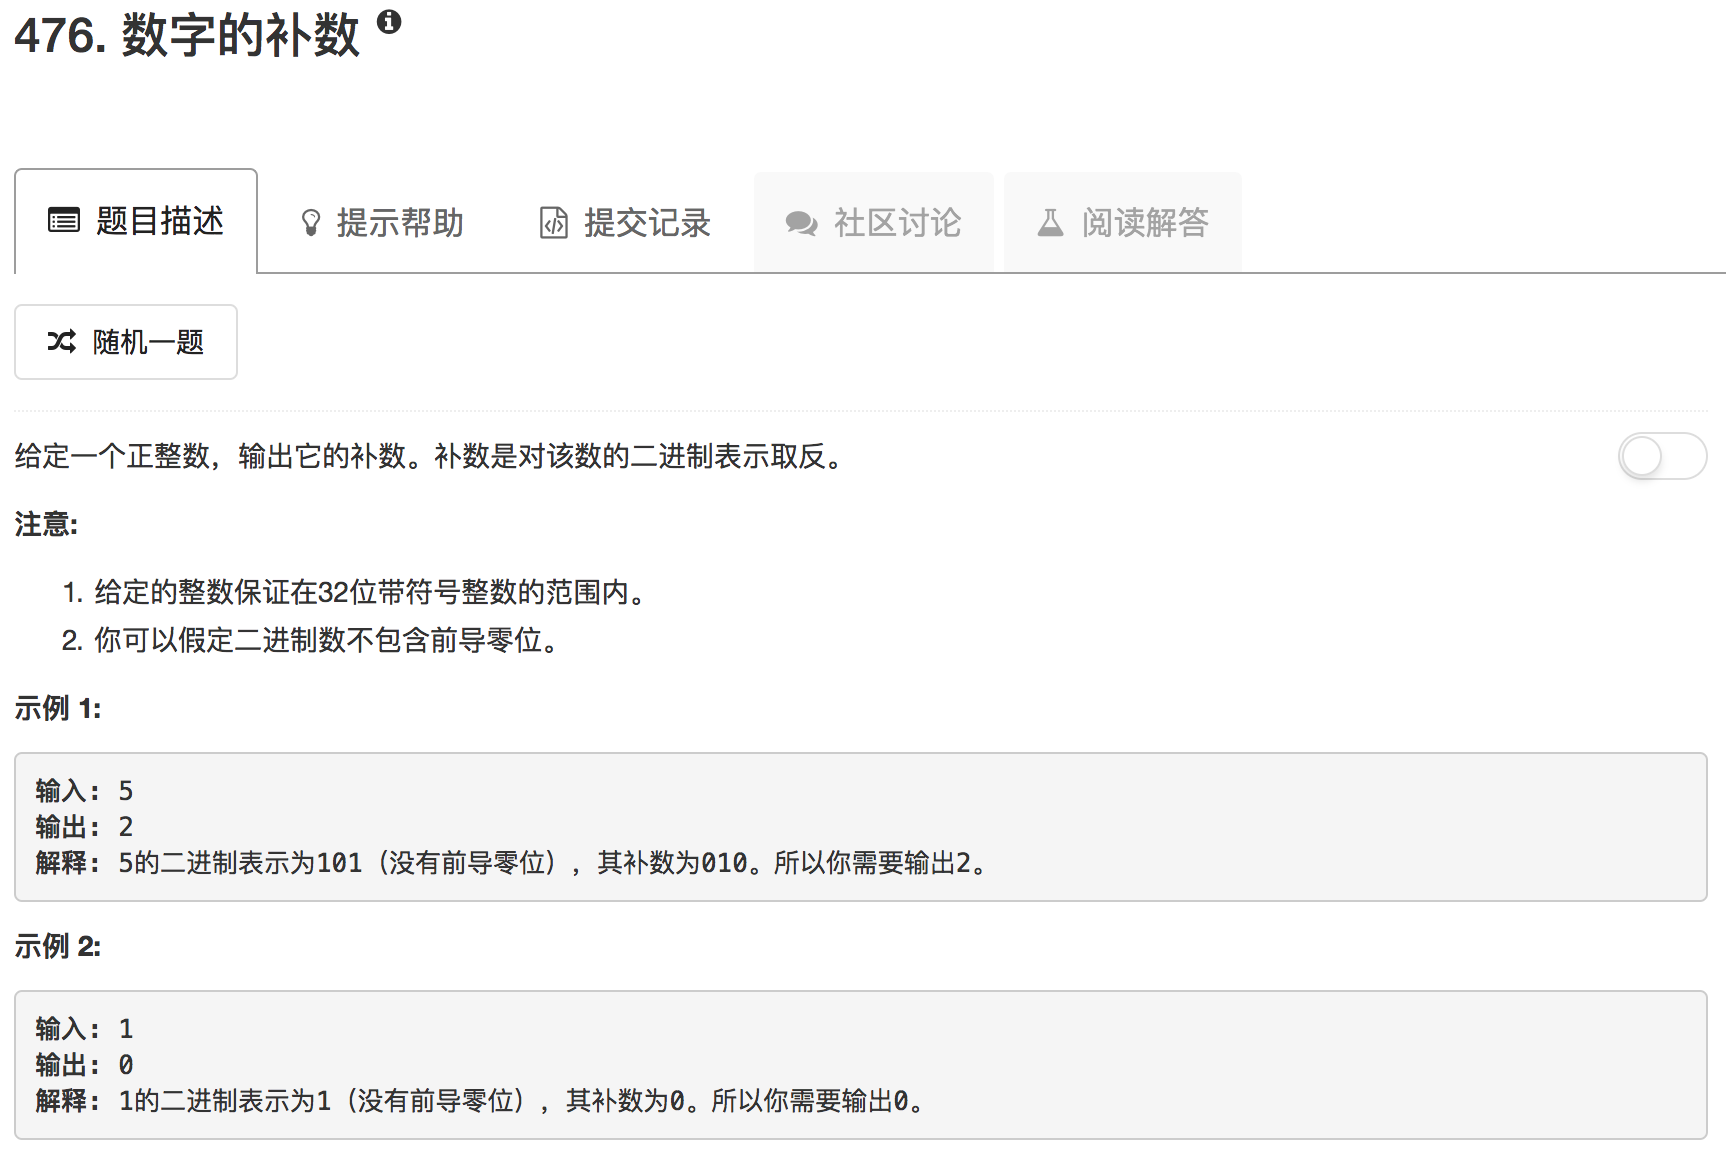 476. 数字的补数
题目描述 提示帮助 提交记录 社区讨论 阅读解答
随机一题
给定一个正整数，输出它的补数。补数是对该数的二进制表示取反。
注意:
1. 给定的整数保证在32位带符号整数的范围内。
2. 你可以假定二进制数不包含前导零位。
示例 1:
输入: 5
输出: 2
解释: 5的二进制表示为101（没有前导零位），其补数为010。所以你需要输出2。
示例 2:
输入: 1
输出: 0
解释: 1的二进制表示为1（没有前导零位），其补数为0。所以你需要输出0。